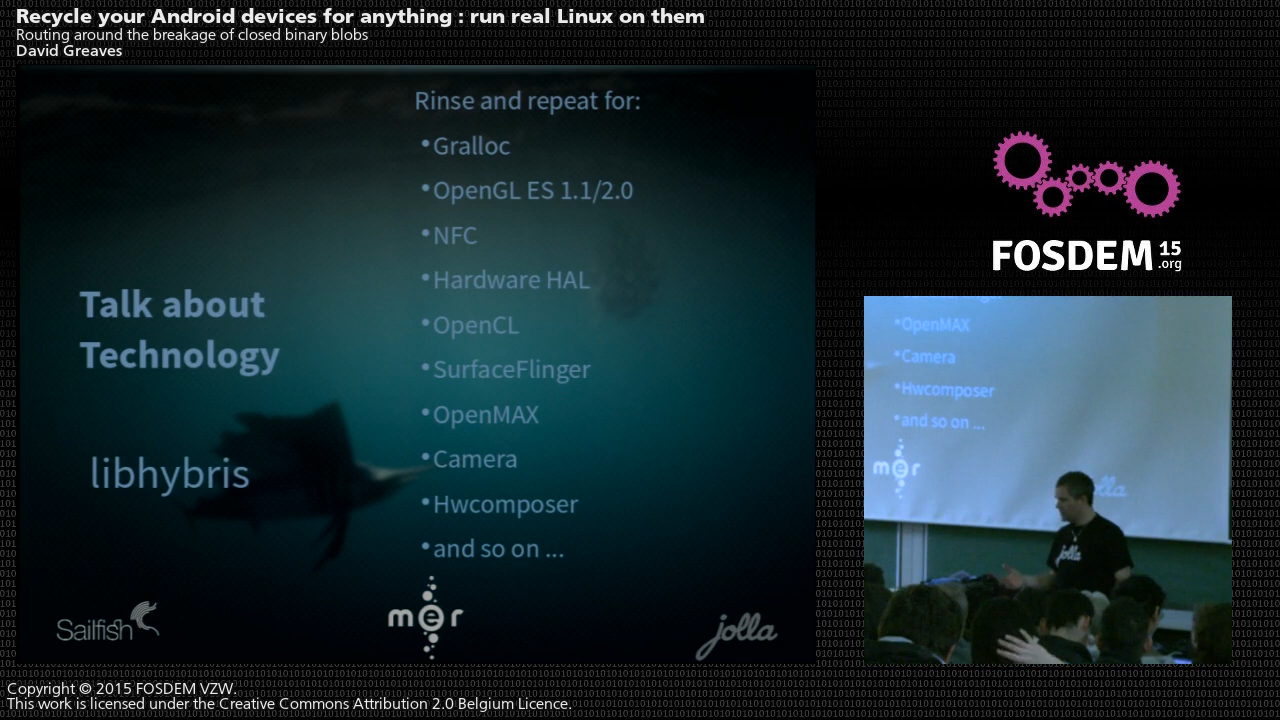 Recycle your Android devices for anything : run real Linux on them
Routing around the breakage of closed binary blobs
David Greaves
Rinse and repeat for:
•Gralloc
•OpenGL ES 1.1/2.0
•NFC
•Hardware HAL
•OpenCL
•SurfaceFlinger
•OpenMAX
•Camera
•Hwcomposer
•and so on ...
Talk about
Technology
libhybris
Sailfish
mer
jolla
FOSDEM 15
.org
•OpenMAX
•Camera
•Hwcomposer
•and so on ...
mer
jolla
Copyright © 2015 FOSDEM VZW.
This work is licensed under the Creative Commons Attribution 2.0 Belgium Licence.